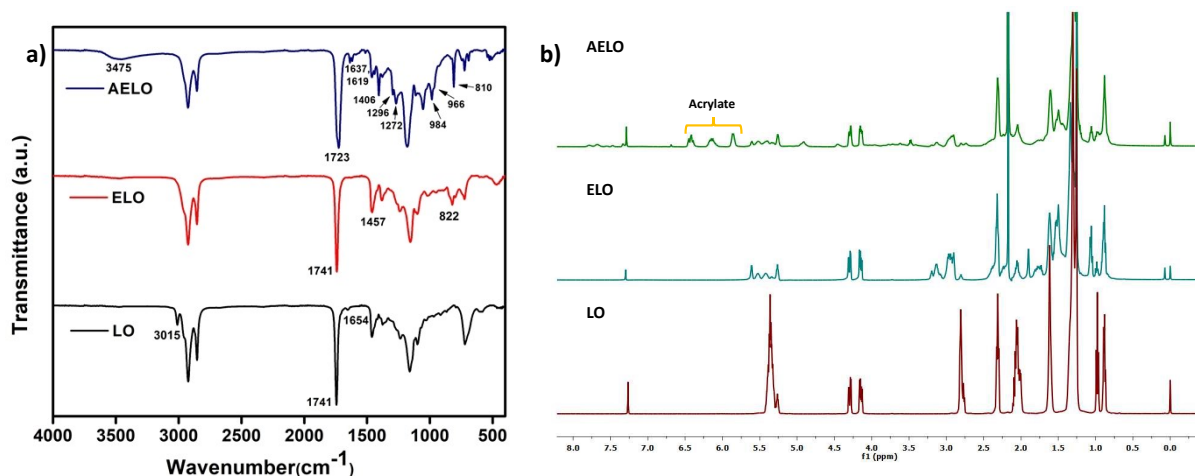 a)
AELO
3475
1637,
1619
1406
1296
1272
984
966
810
1723
ELO
1457
822
1741
LO
3015
1654
1741
Transmittance (a.u.)
4000 3000 2000 1000 500
Wavenumber(cm-1)
b)
AELO
Acrylate
ELO
LO
8.0 7.5 7.0 6.5 6.0 5.5 5.0 4.5 4.0 3.5 3.0 2.5 2.0 1.5 1.0 0.5 0.0
f1 (ppm)